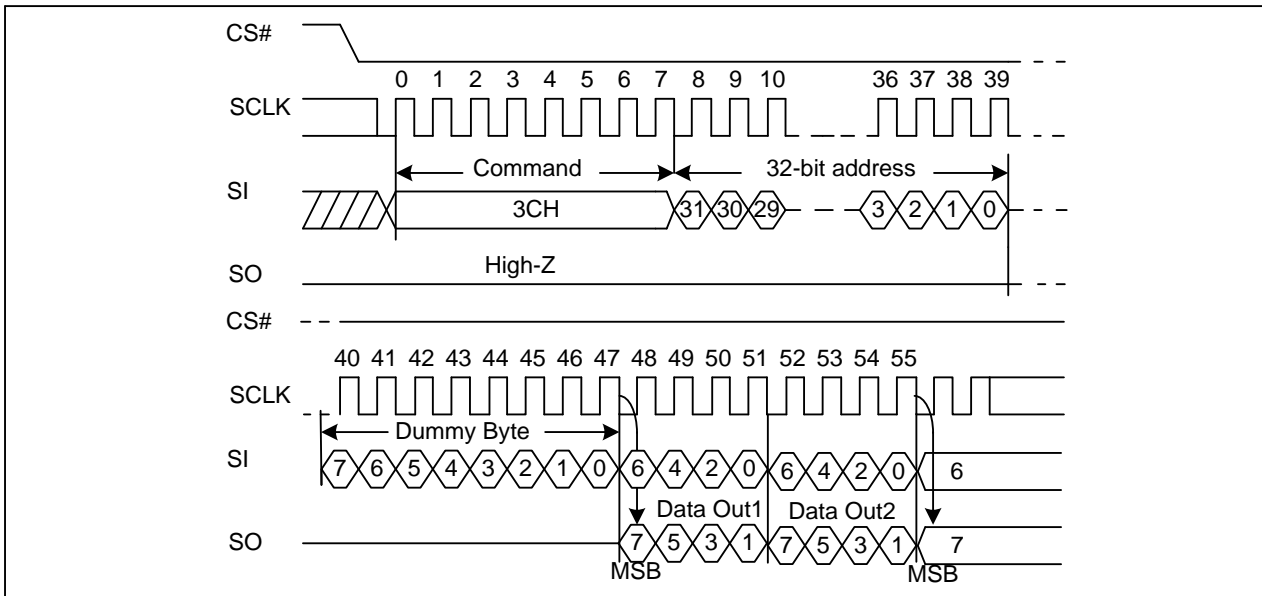 CS#
0 1 2 3 4 5 6 7 8 9 10 36 37 38 39
SCLK
Command 32-bit address
SI 3CH 31 30 29 3 2 1 0
High-Z
SO
CS#
40 41 42 43 44 45 46 47 48 49 50 51 52 53 54 55
SCLK
Dummy Byte
SI 7 6 5 4 3 2 1 0 6 4 2 0 6 4 2 0 6
Data Out1 Data Out2
SO 7 5 3 1 7 5 3 1 7
MSB MSB